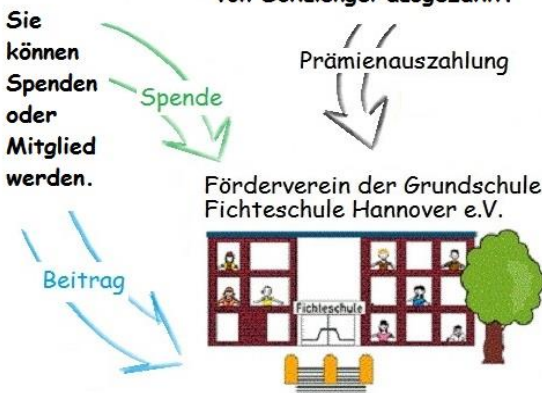 Sie
können
Spenden
oder
Mitglied
werden.
Prämienauszahlung
Spende
Förderverein der Grundschule
Fichteschule Hannover e.V.
Beitrag
Fichteschule